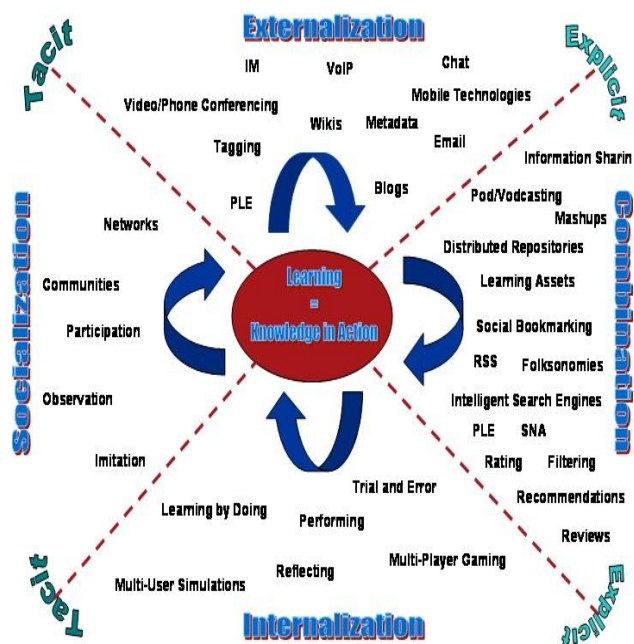 Externalization
Tacit
Explicit
IM
VoIP
Chat
Video/Phone Conferencing
Mobile Technologies
Wikis
Metadata
Tagging
Email
Information Sharin
PLE
Blogs
Pod/Vodcasting
Mashups
Networks
Distributed Repositories
Socialization
Combination
Communities
Learning
=
Knowledge in Action
Learning Assets
Participation
Social Bookmarking
RSS
Folksonomies
Observation
Intelligent Search Engines
PLE
SNA
Imitation
Rating
Filtering
Trial and Error
Recommendations
Learning by Doing
Performing
Reviews
Multi-Player Gaming
Reflecting
Multi-User Simulations
Tacit
Explicit
Internalization